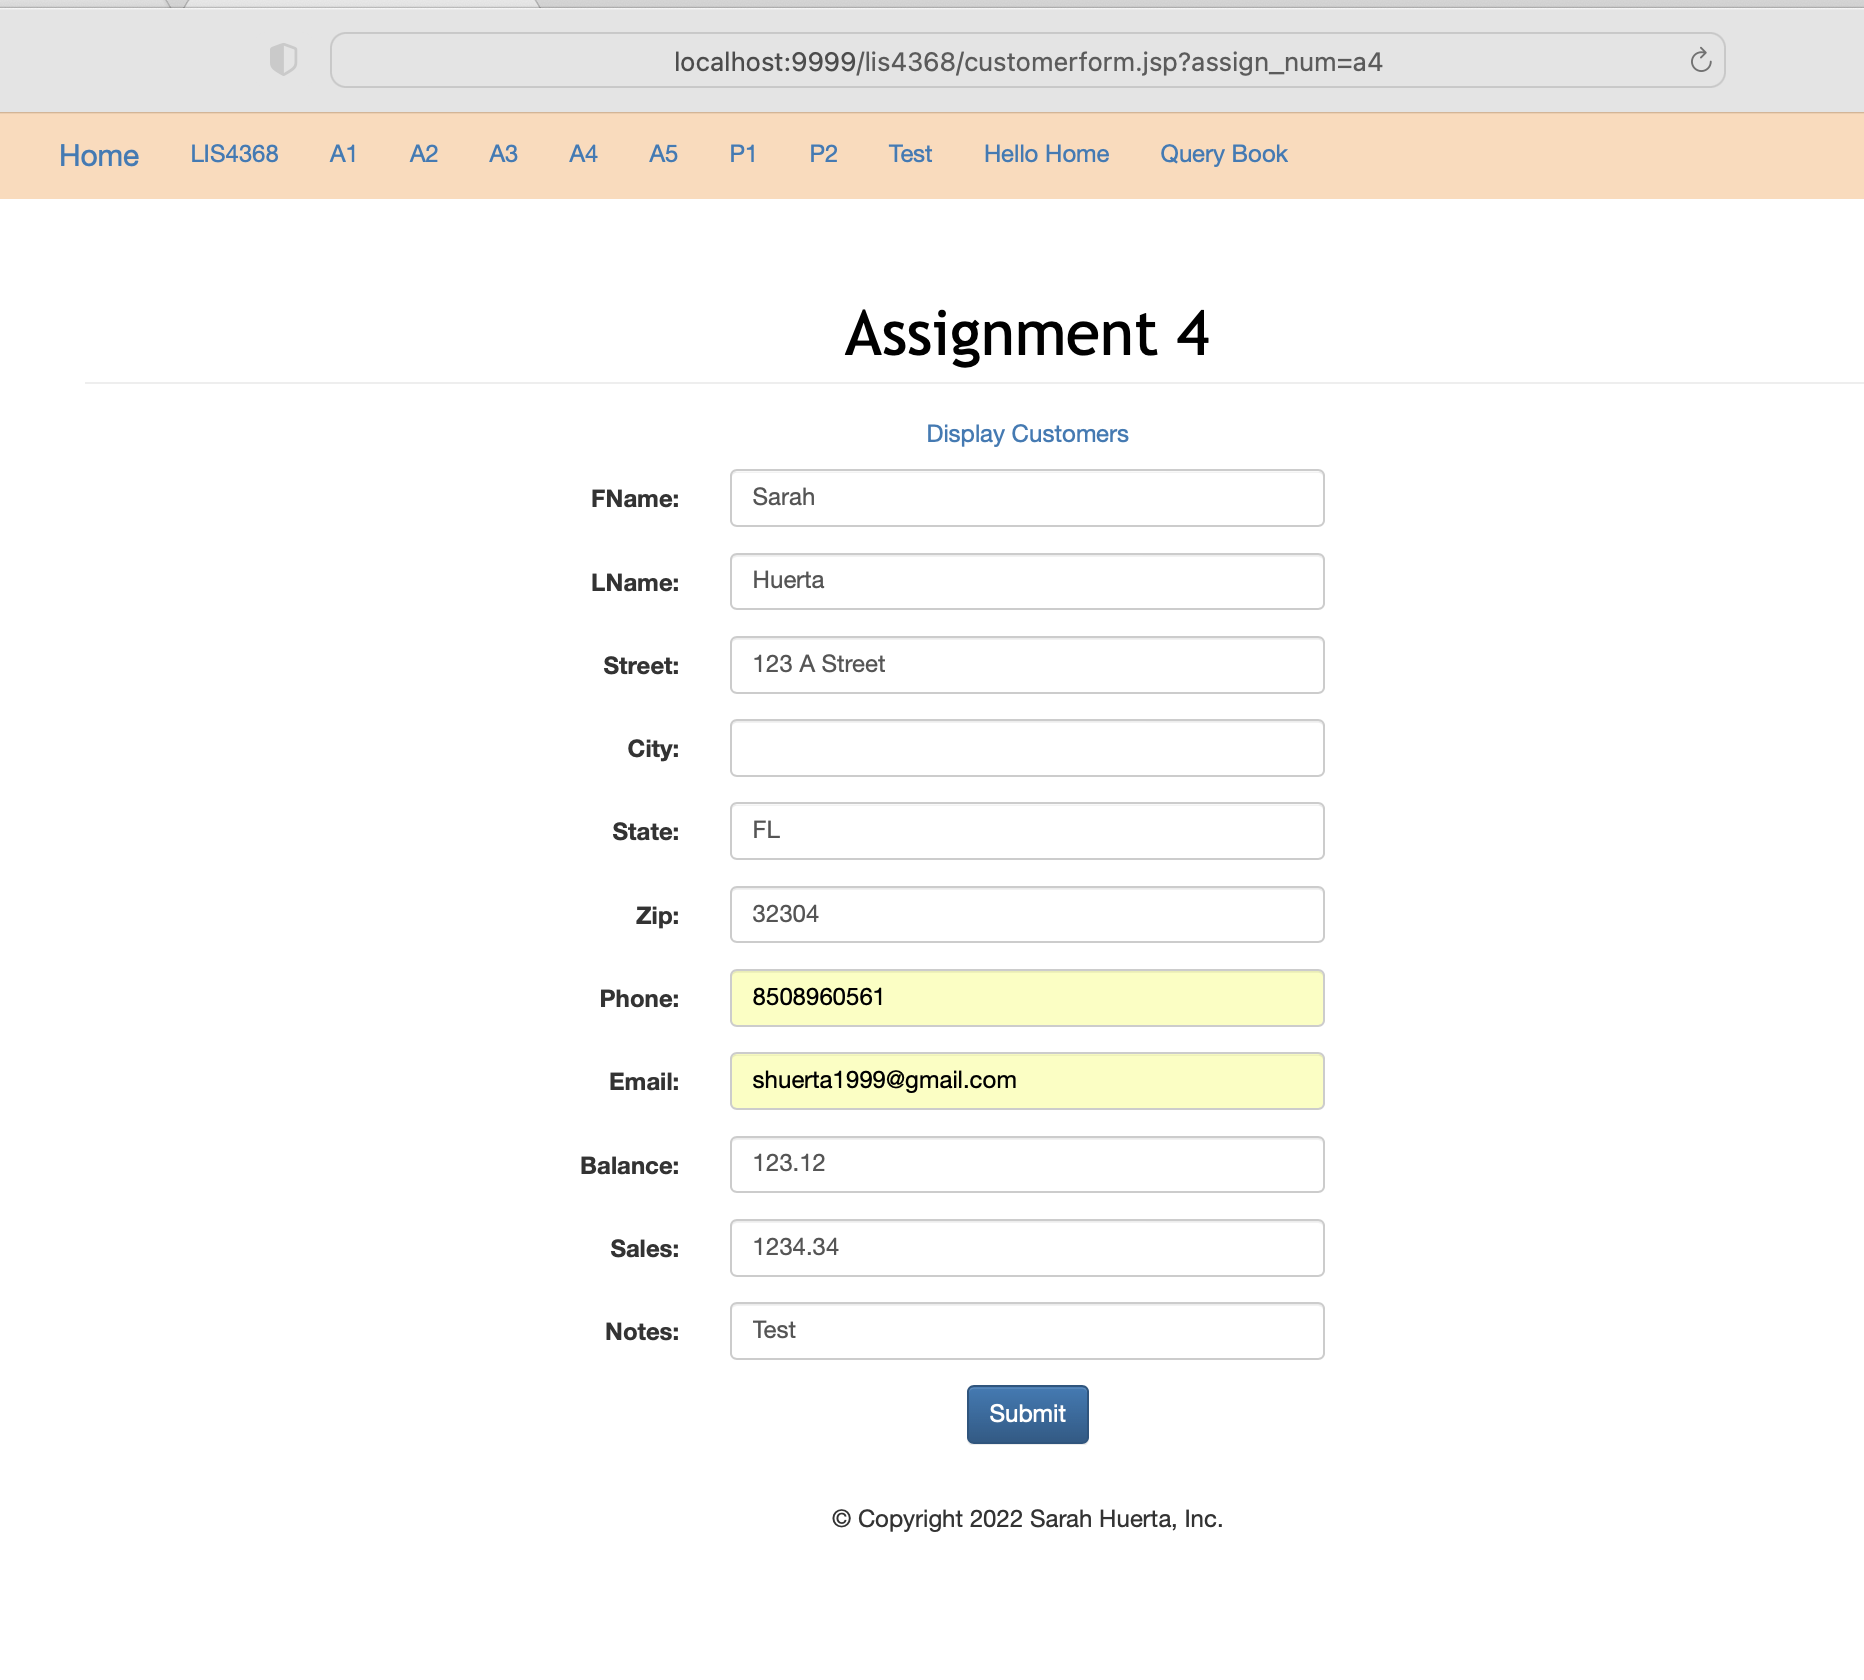 localhost:9999/lis4368/customerform.jsp?assign_num=a4
Home LIS4368 A1 A2 A3 A4 A5 P1 P2 Test Hello Home Query Book
Assignment 4
Display Customers
FName: Sarah
LName: Huerta
Street: 123 A Street
City:
State: FL
Zip: 32304
Phone: 8508960561
Email: shuerta1999@gmail.com
Balance: 123.12
Sales: 1234.34
Notes: Test
Submit
© Copyright 2022 Sarah Huerta, Inc.